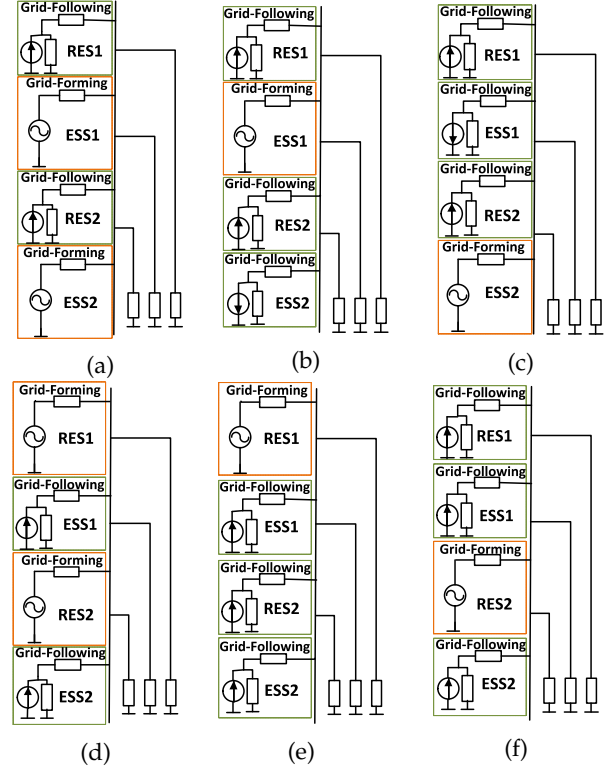 Grid-Following
RES1
Grid-Forming
ESS1
Grid-Following
RES2
Grid-Forming
ESS2
(a)
Grid-Following
RES1
Grid-Forming
ESS1
Grid-Following
RES2
Grid-Following
ESS2
(b)
Grid-Following
RES1
Grid-Following
ESS1
Grid-Following
RES2
Grid-Forming
ESS2
(c)
Grid-Forming
RES1
Grid-Following
ESS1
Grid-Forming
RES2
Grid-Following
ESS2
(d)
Grid-Forming
RES1
Grid-Following
ESS1
Grid-Following
RES2
Grid-Following
ESS2
(e)
Grid-Following
RES1
Grid-Following
ESS1
Grid-Forming
RES2
Grid-Following
ESS2
(f)